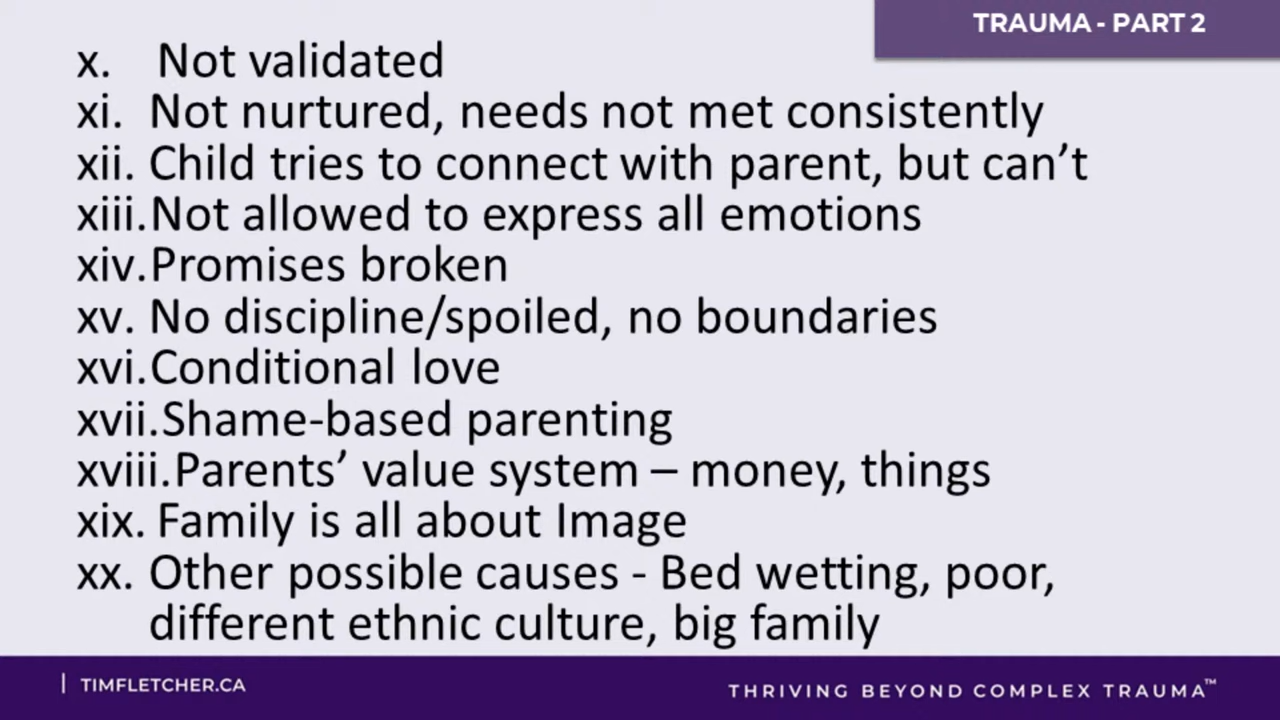 TRAUMA - PART 2
x. Not validated
xi. Not nurtured, needs not met consistently
xii. Child tries to connect with parent, but can’t
xiii.Not allowed to express all emotions
xiv.Promises broken
xv. No discipline/spoiled, no boundaries
xvi.Conditional love
xvii.Shame-based parenting
xviii.Parents’ value system – money, things
xix. Family is all about Image
xx. Other possible causes - Bed wetting, poor,
different ethnic culture, big family
| TIMFLETCHER.CA
THRIVING BEYOND COMPLEX TRAUMA™